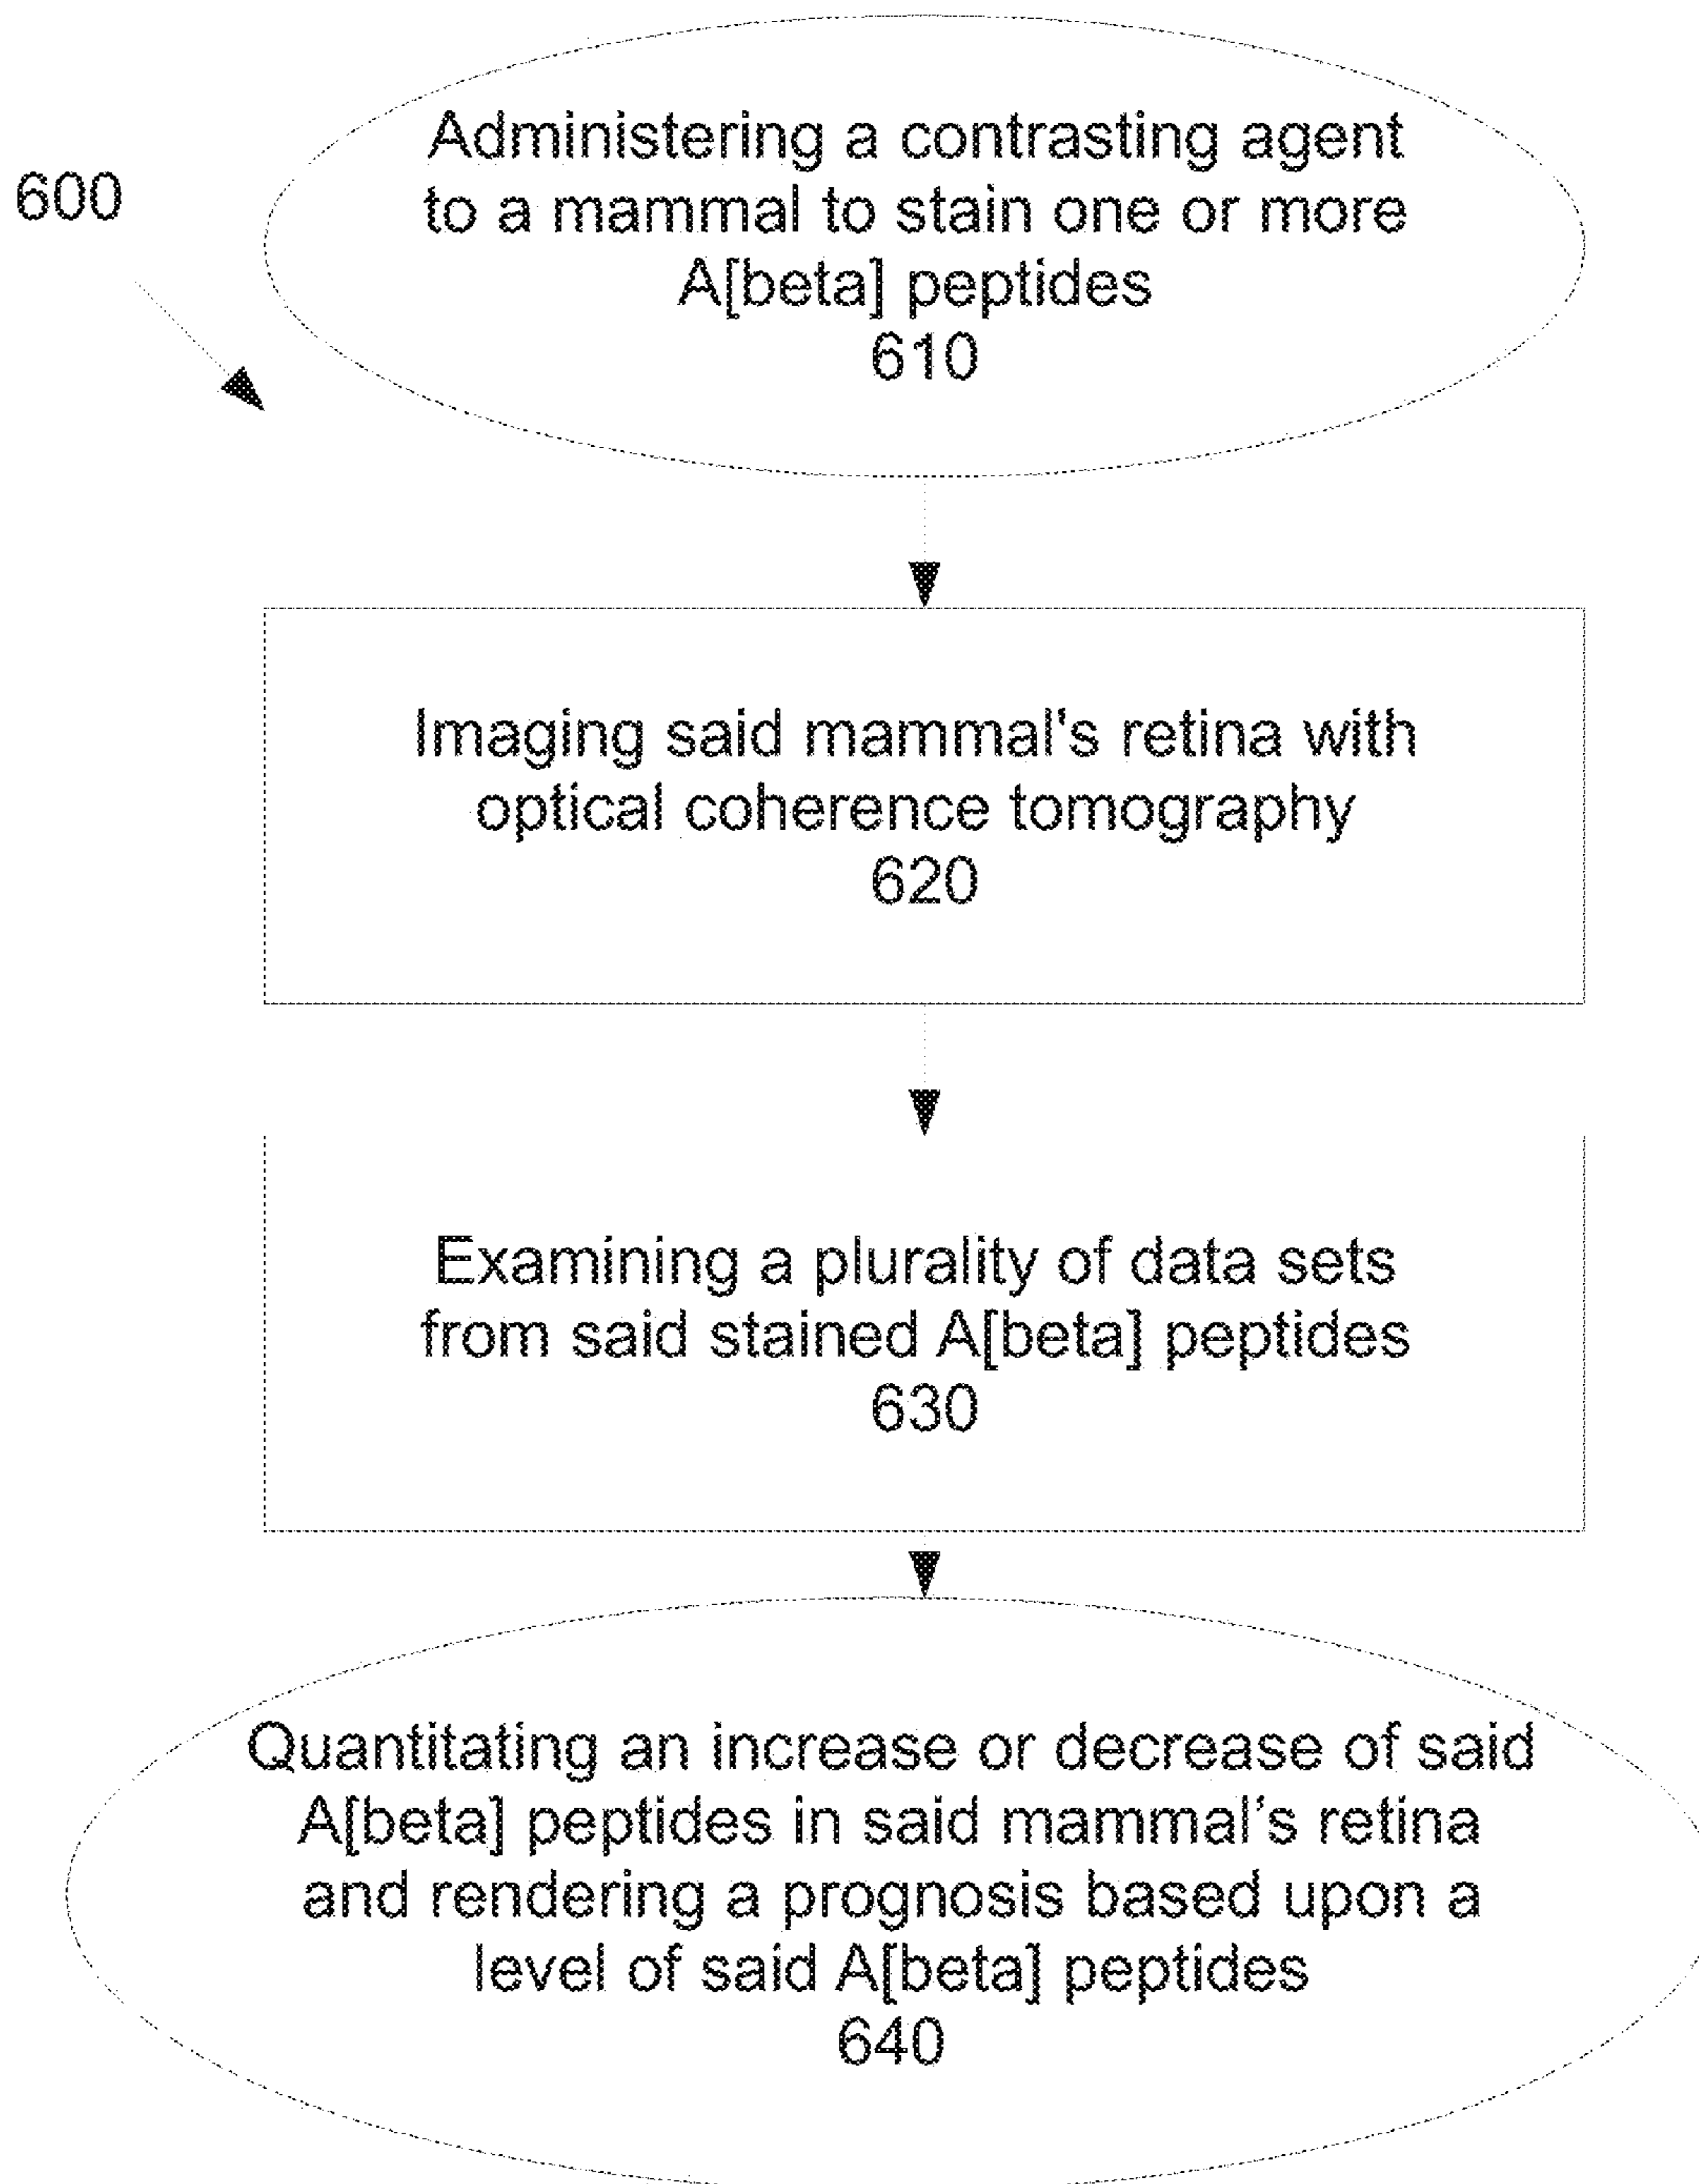 600
Administering a contrasting agent
to a mammal to stain one or more
A[beta] peptides
610
Imaging said mammal's retina with
optical coherence tomography
620
Examining a plurality of data sets
from said stained A[beta] peptides
630
Quantitating an increase or decrease of said
A[beta] peptides in said mammal's retina
and rendering a prognosis based upon a
level of said A[beta] peptides
640